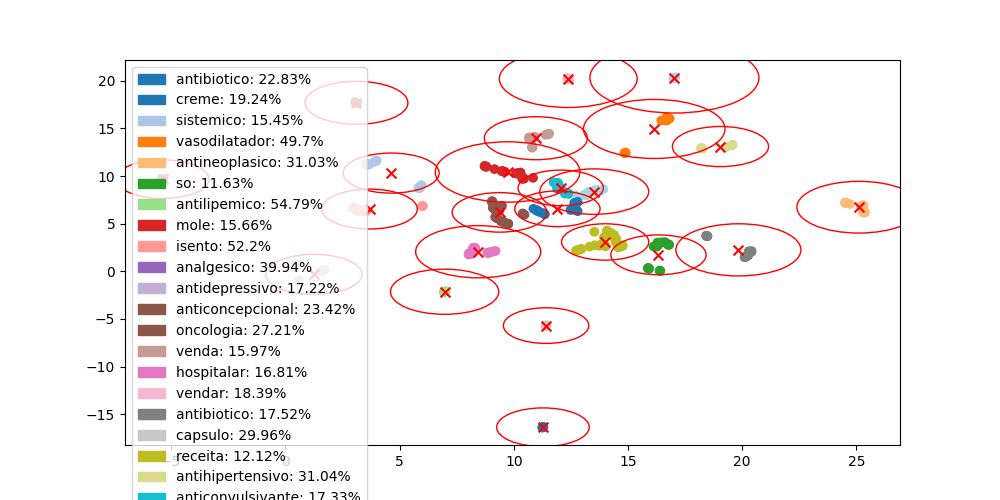 antibiotico: 22.83%
creme: 19.24%
sistemico: 15.45%
vasodilatador: 49.7%
antineoplasico: 31.03%
so: 11.63%
antilipemico: 54.79%
mole: 15.66%
isento: 52.2%
analgesico: 39.94%
antidepressivo: 17.22%
anticoncepcional: 23.42%
oncologia: 27.21%
venda: 15.97%
hospitalar: 16.81%
vendar: 18.39%
antibiotico: 17.52%
capsulo: 29.96%
receita: 12.12%
antihipertensivo: 31.04%
anticonvulsivante: 17.33%
20
15
10
5
0
−5
−10
−15
−5 0 5 10 15 20 25